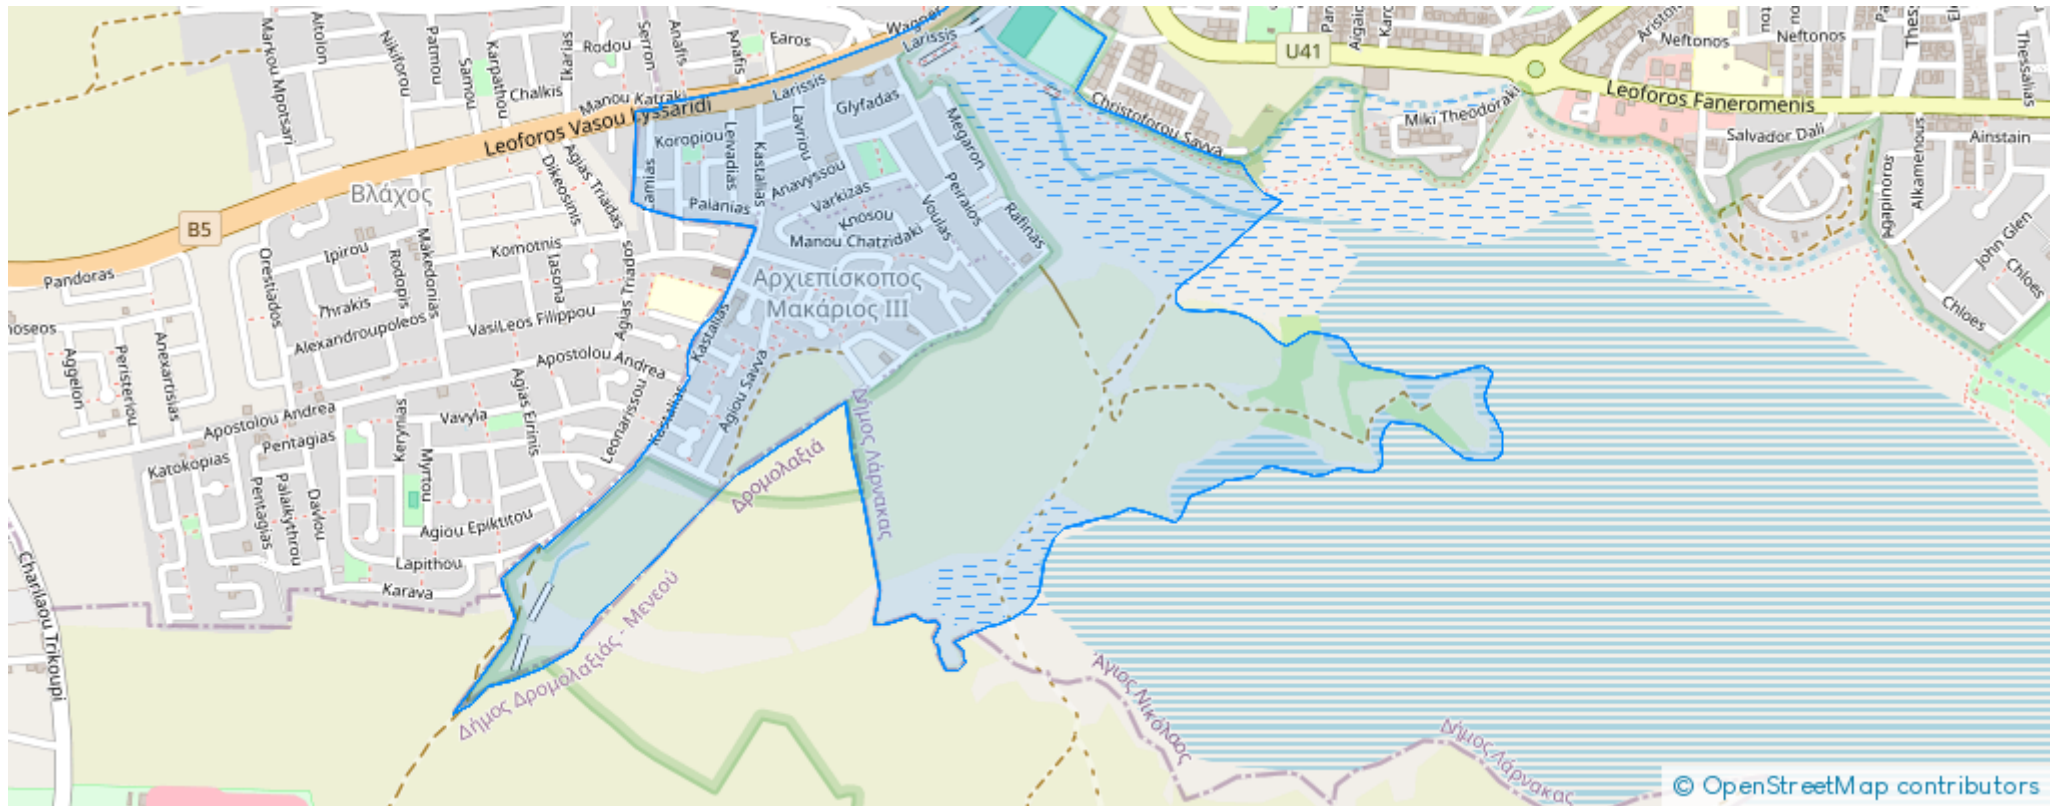 Markou Mpotsari
Aitolon
Nikiforou
Patmou
Samou
Karpathou
Chalkis
Ikarias
Rodou
Serron
Anafis
Anafis
Earos
Wagner
Larissis
Larissis
Manou Katraki
Leoforos Vasou Lyssaridi
B5
Βλάχος
Pandoras
Orestiados
Ipirou
Thrakis
Rodopis
Makedonias
Alexandroupoleos
Komotnis
Iasona
VasiLeos Filippou
Dikeosinis
Agias Triadas
Agias Triados
Apostolou Andrea
Apostolou Andrea
Aggelon
Peristeriou
Anexartisias
Katokopias
Pentagias
Pentagias
Palaikythrou
Davlou
Keryneias
Myrtou
Vavyla
Agias Eirinis
Leonarissou
Agiou Epiktitou
Lapithou
Karava
Charilaou Trikoupi
Koropiou
Levadias
Kastalias
Palanias
Lavriou
Glyfadas
Anavyssou
Varkizas
Knosou
Manou Chatzidaki
Voulas
Peiraios
Megaron
Rafinas
Αρχιεπίσκοπος
Μακάριος III
Kastalias
Kastalias
Agiou Savva
Δρομολαξιά
Δήμος Λάρνακας
Δήμος Δρομολαξιάς - Μενεού
Christoforou Savva
U41
Aristo
Neftonos
Neftonos
Thessalias
Leoforos Faneromenis
Miki Theodoraki
Salvador Dali
Ainstain
Agapinoros
Alkamenous
John Glen
Chloes
Chloes
Άγιος Νικόλαος
Δήμος Λάρνακας
© OpenStreetMap contributors